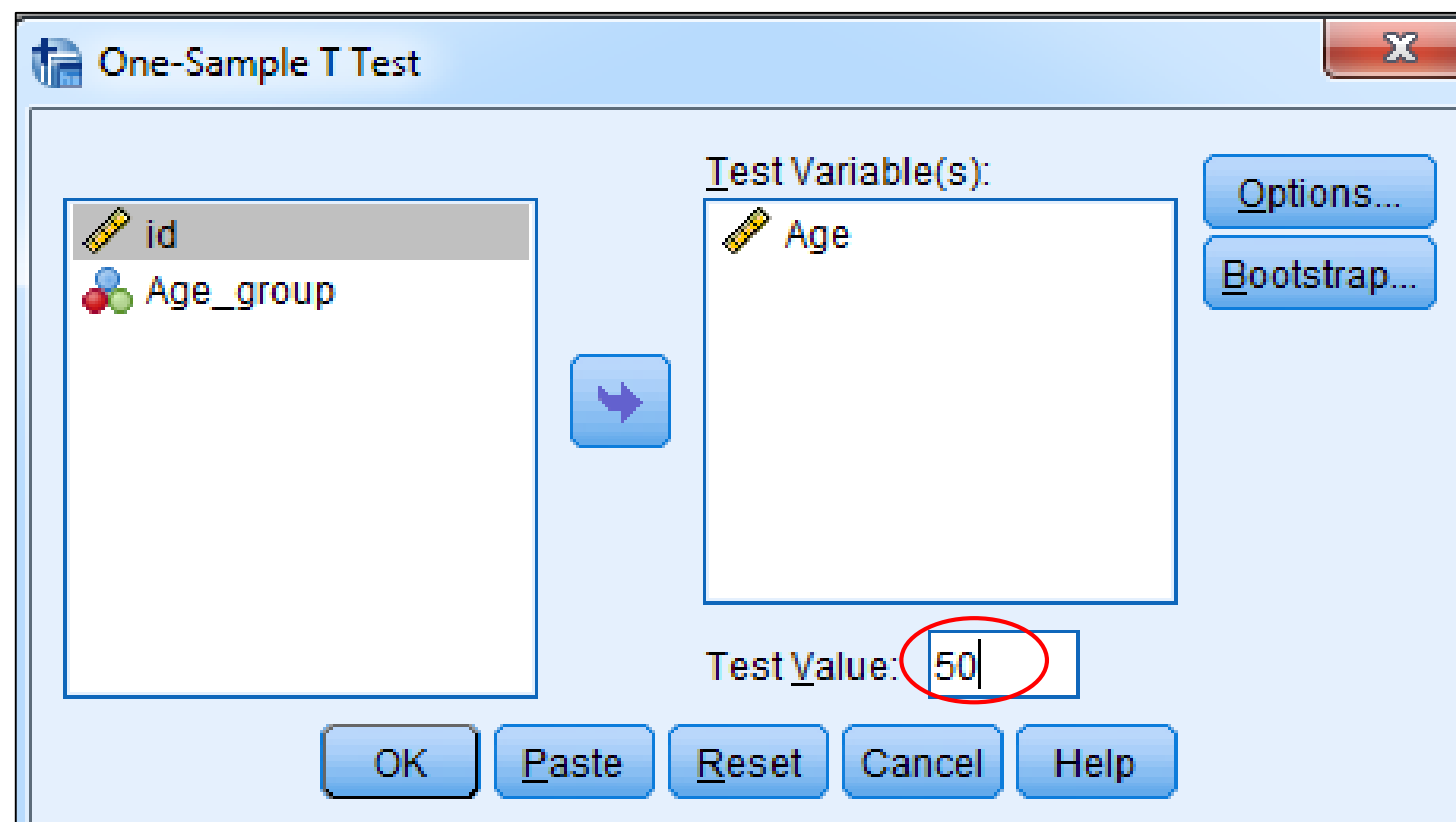 One-Sample T Test
Test Variable(s):
id
Age_group
Age
Options...
Bootstrap...
Test Value: 50
OK Paste Reset Cancel Help